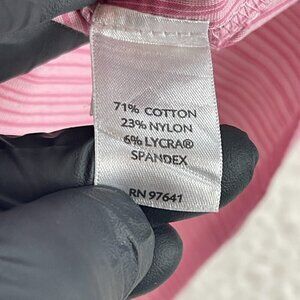 71% COTTON
23% NYLON
6% LYCRA®
SPANDEX
RN 97641